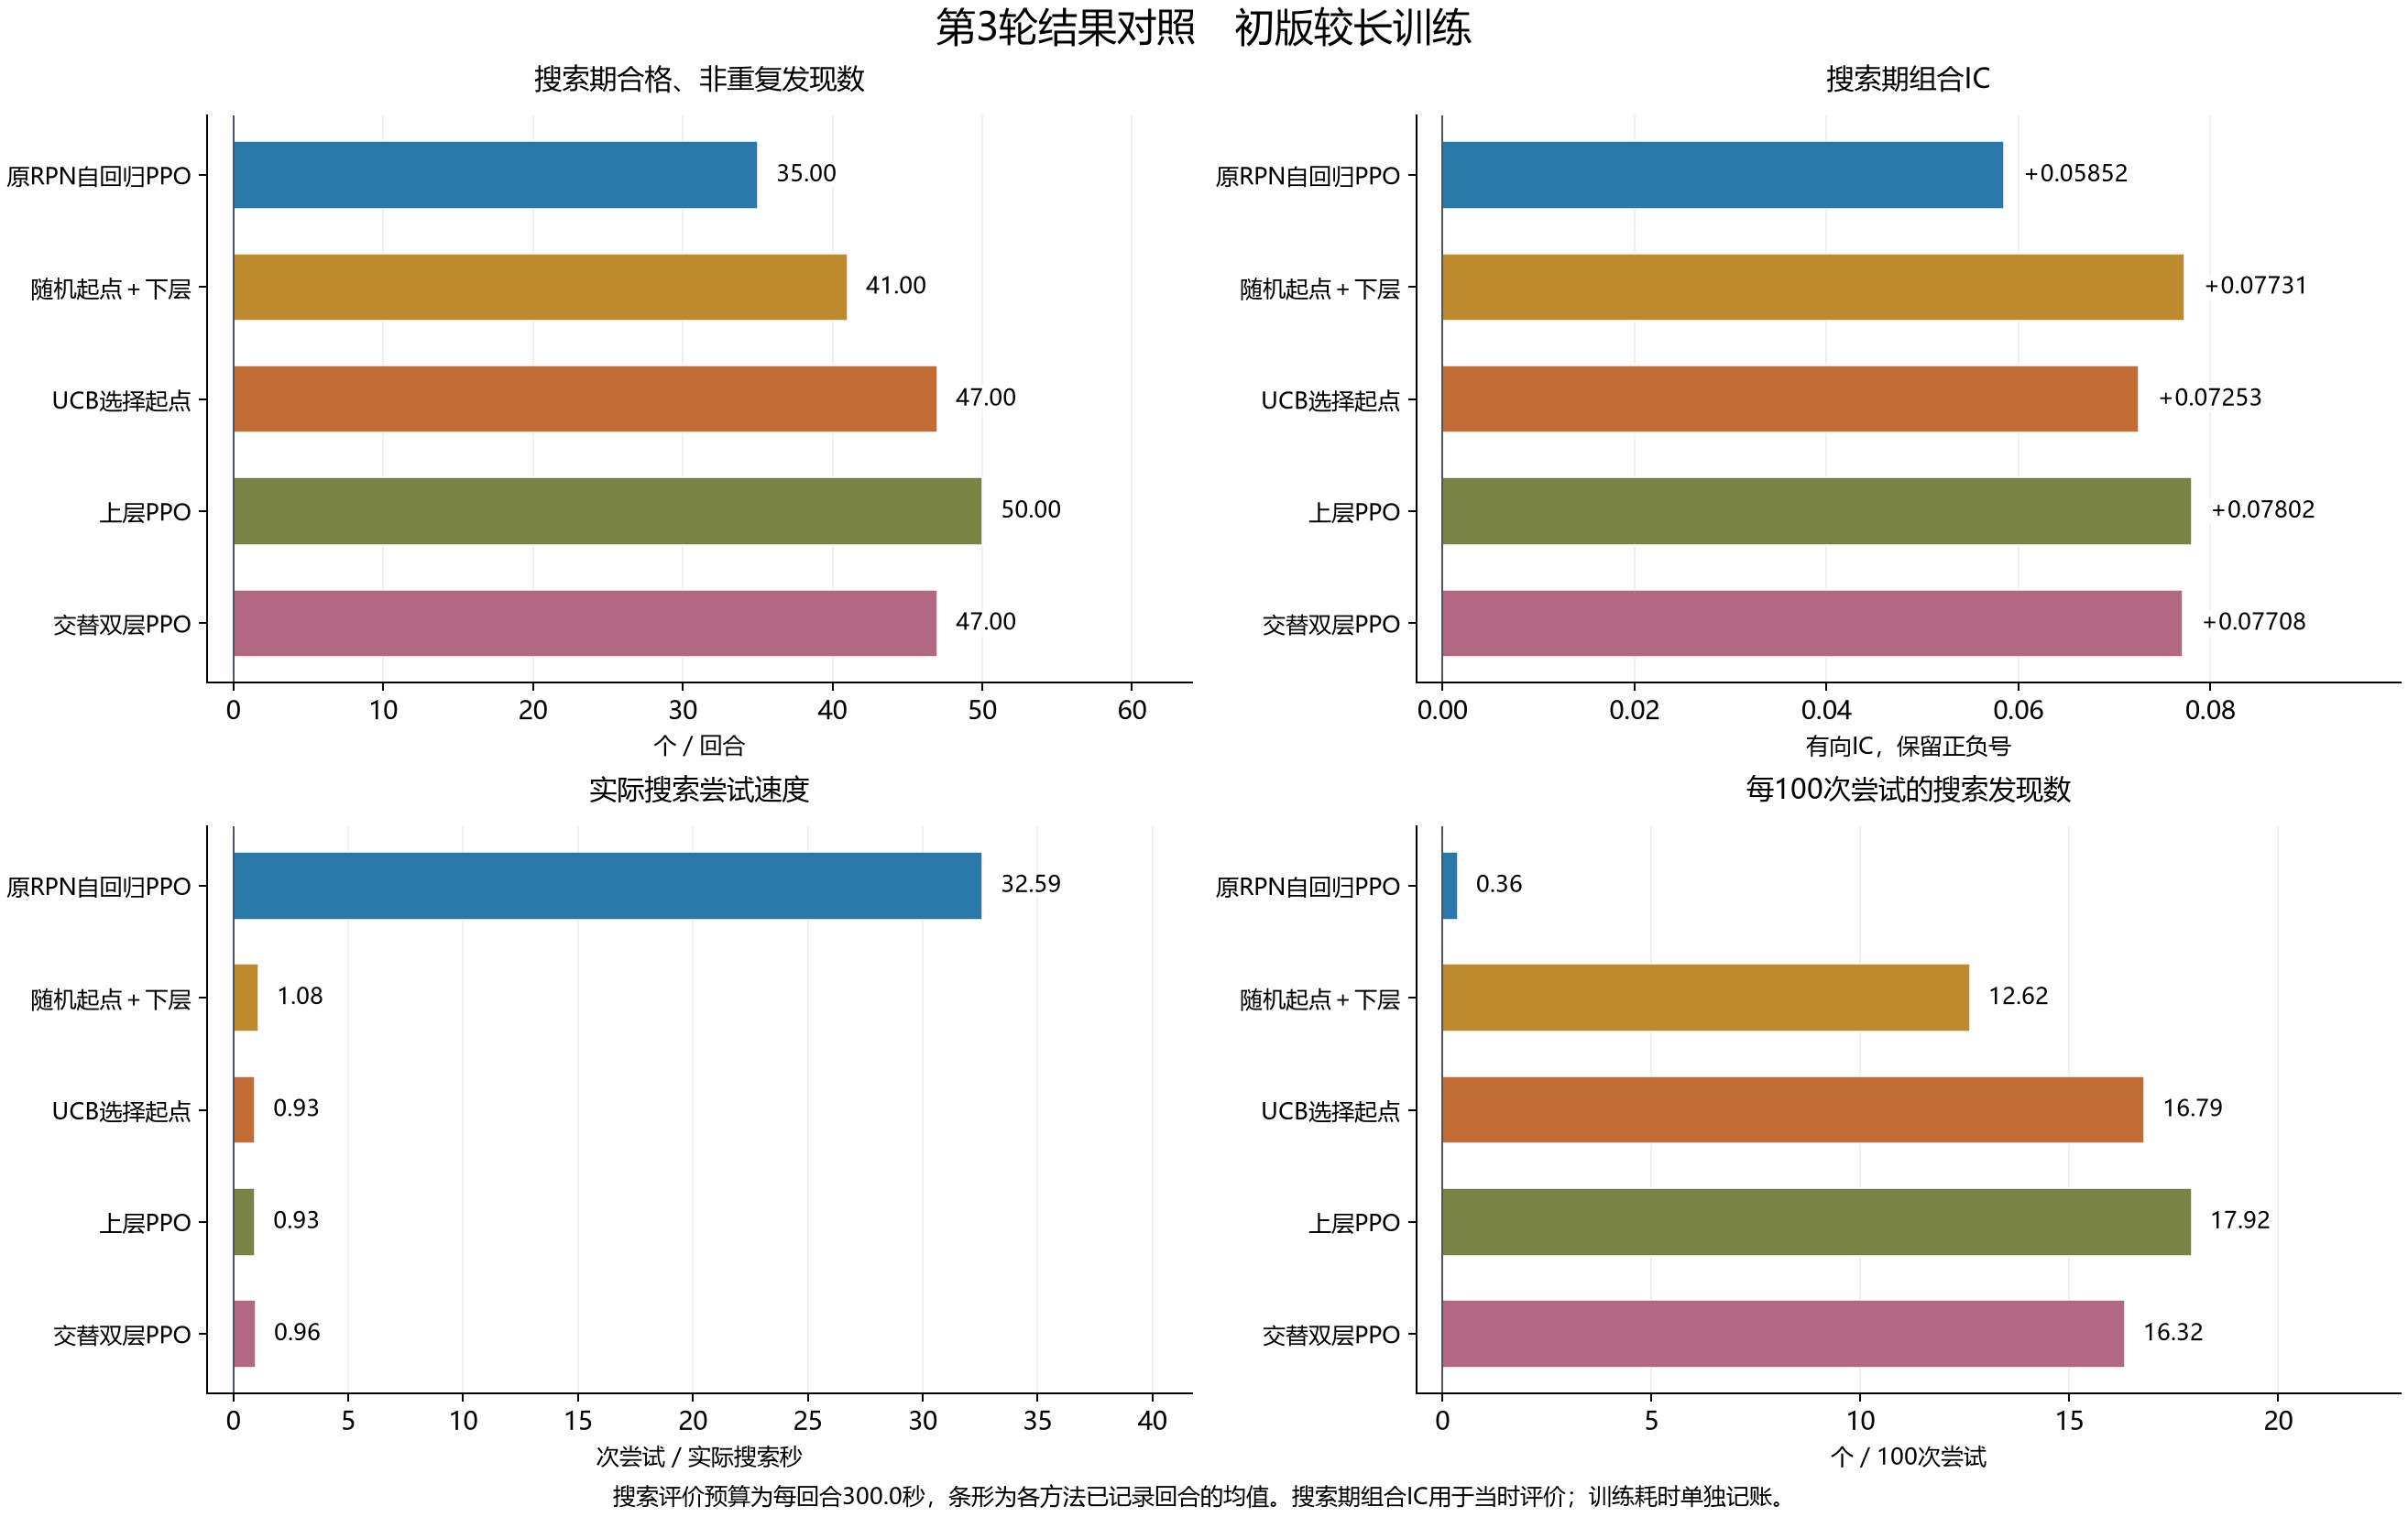 第3轮结果对照　初版较长训练
搜索期合格、非重复发现数
原RPN自回归PPO
35.00
随机起点＋下层
41.00
UCB选择起点
47.00
上层PPO
50.00
交替双层PPO
47.00
0 10 20 30 40 50 60
个 / 回合
搜索期组合IC
原RPN自回归PPO
+0.05852
随机起点＋下层
+0.07731
UCB选择起点
+0.07253
上层PPO
+0.07802
交替双层PPO
+0.07708
0.00 0.02 0.04 0.06 0.08
有向IC，保留正负号
实际搜索尝试速度
原RPN自回归PPO
32.59
随机起点＋下层
1.08
UCB选择起点
0.93
上层PPO
0.93
交替双层PPO
0.96
0 5 10 15 20 25 30 35 40
次尝试 / 实际搜索秒
每100次尝试的搜索发现数
原RPN自回归PPO
0.36
随机起点＋下层
12.62
UCB选择起点
16.79
上层PPO
17.92
交替双层PPO
16.32
0 5 10 15 20
个 / 100次尝试
搜索评价预算为每回合300.0秒，条形为各方法已记录回合的均值。搜索期组合IC用于当时评价；训练耗时单独记账。